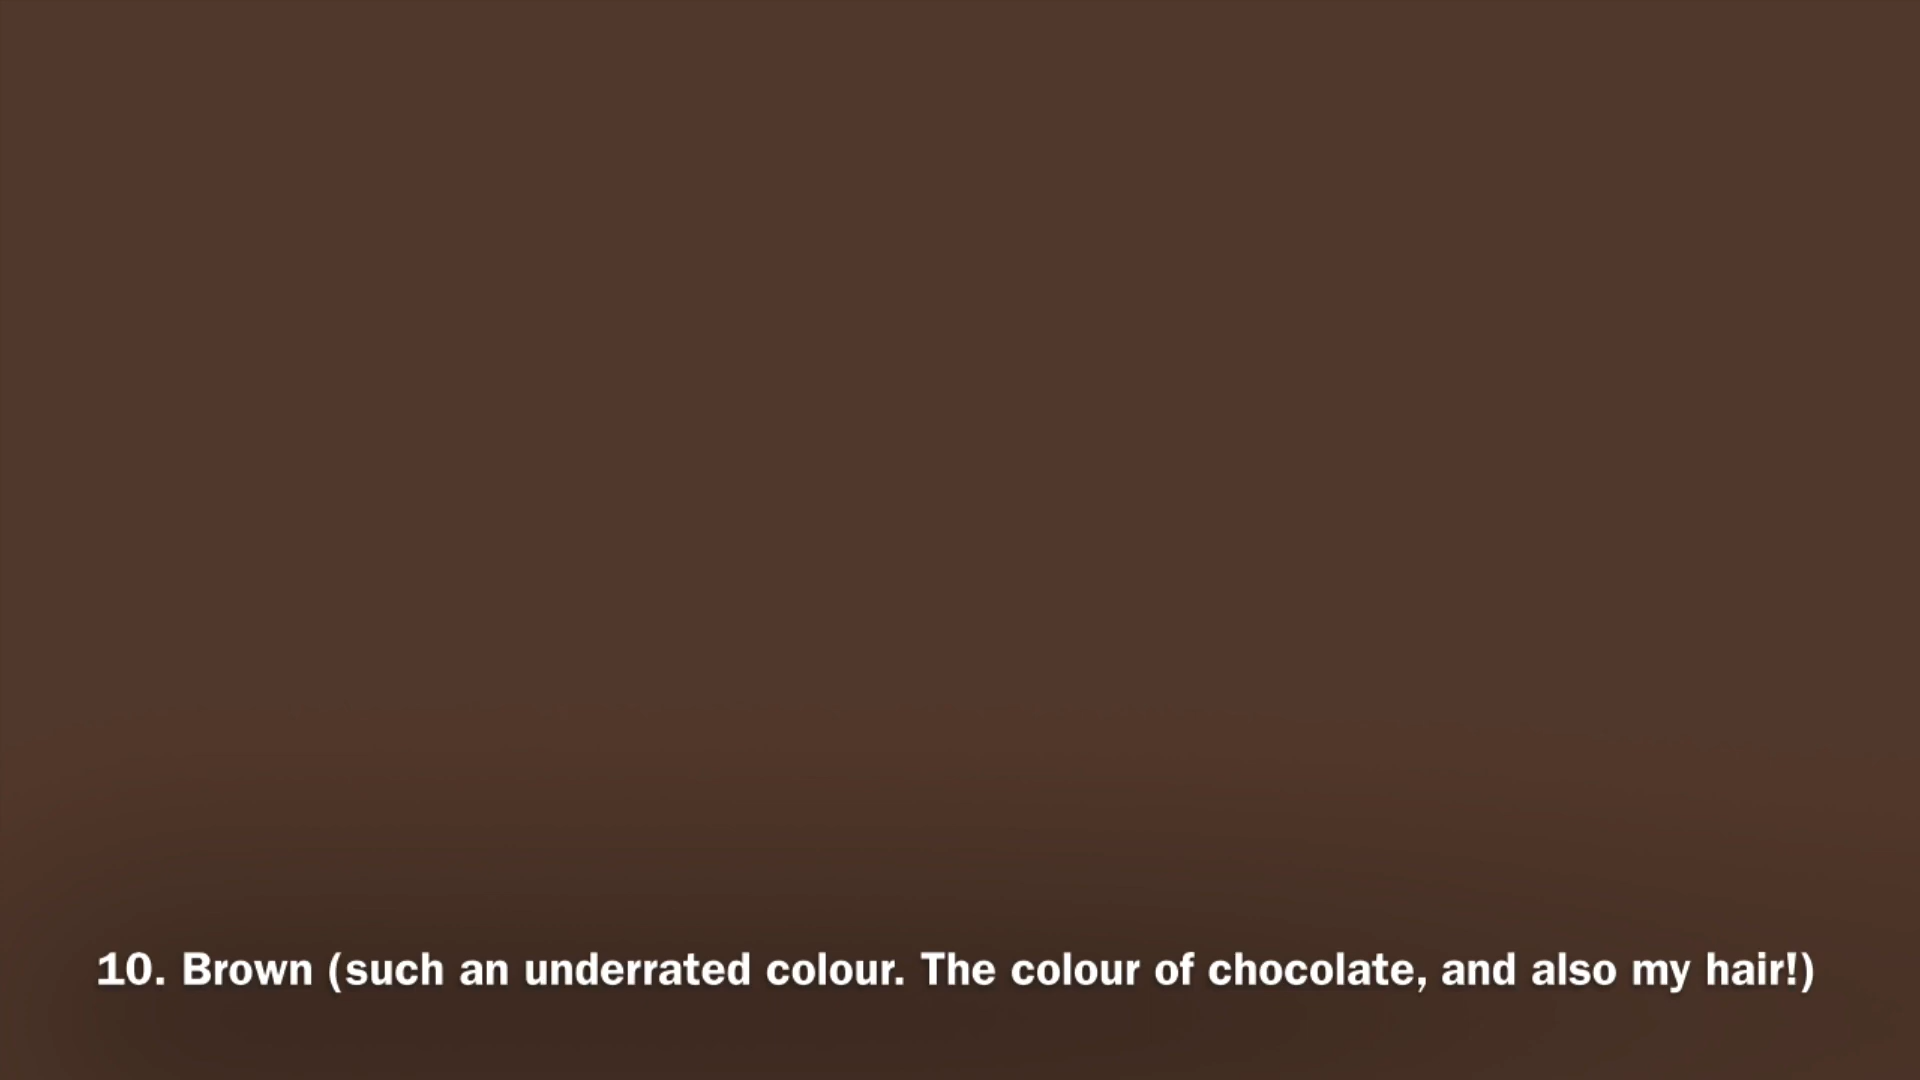 10. Brown (such an underrated colour. The colour of chocolate, and also my hair!)